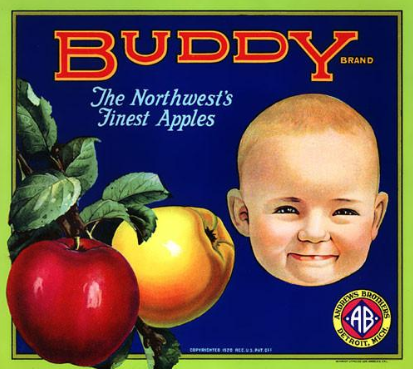 BUDDY
BRAND
The Northwest's
Finest Apples
ANDREWS BROTHERS
AB
DETROIT, MICH.
COPYRIGHTED 1920 REG. U.S. PAT. OFF